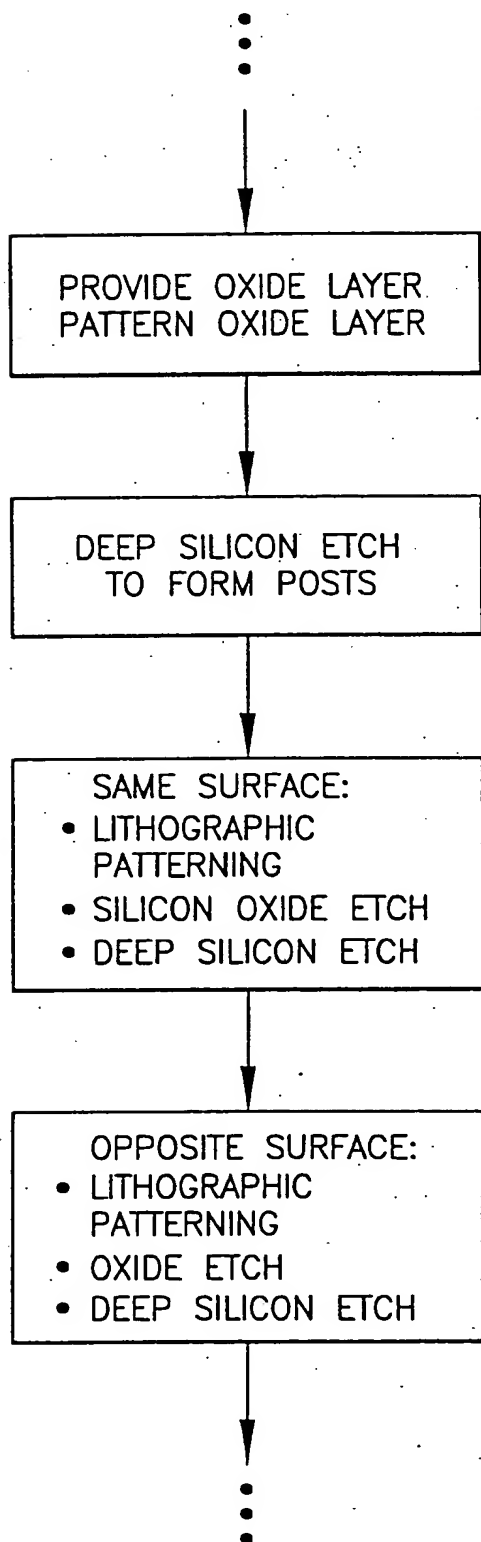 PROVIDE OXIDE LAYER
PATTERN OXIDE LAYER
DEEP SILICON ETCH
TO FORM POSTS
SAME SURFACE:
• LITHOGRAPHIC
PATTERNING
• SILICON OXIDE ETCH
• DEEP SILICON ETCH
OPPOSITE SURFACE:
• LITHOGRAPHIC
PATTERNING
• OXIDE ETCH
• DEEP SILICON ETCH